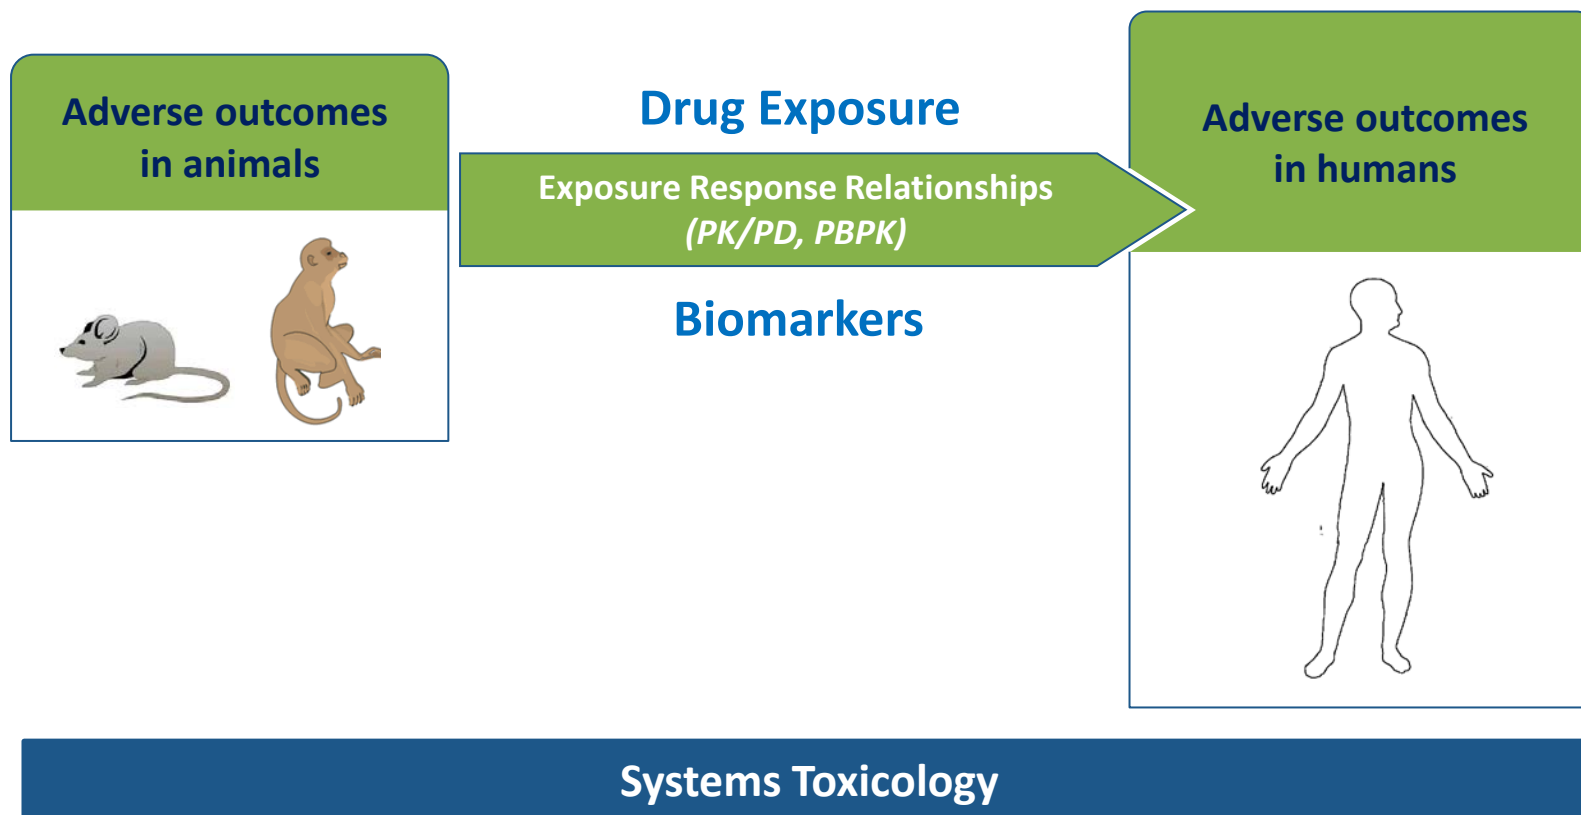 Adverse outcomes
in animals
Drug Exposure
Exposure Response Relationships
(PK/PD, PBPK)
Biomarkers
Adverse outcomes
in humans
Systems Toxicology